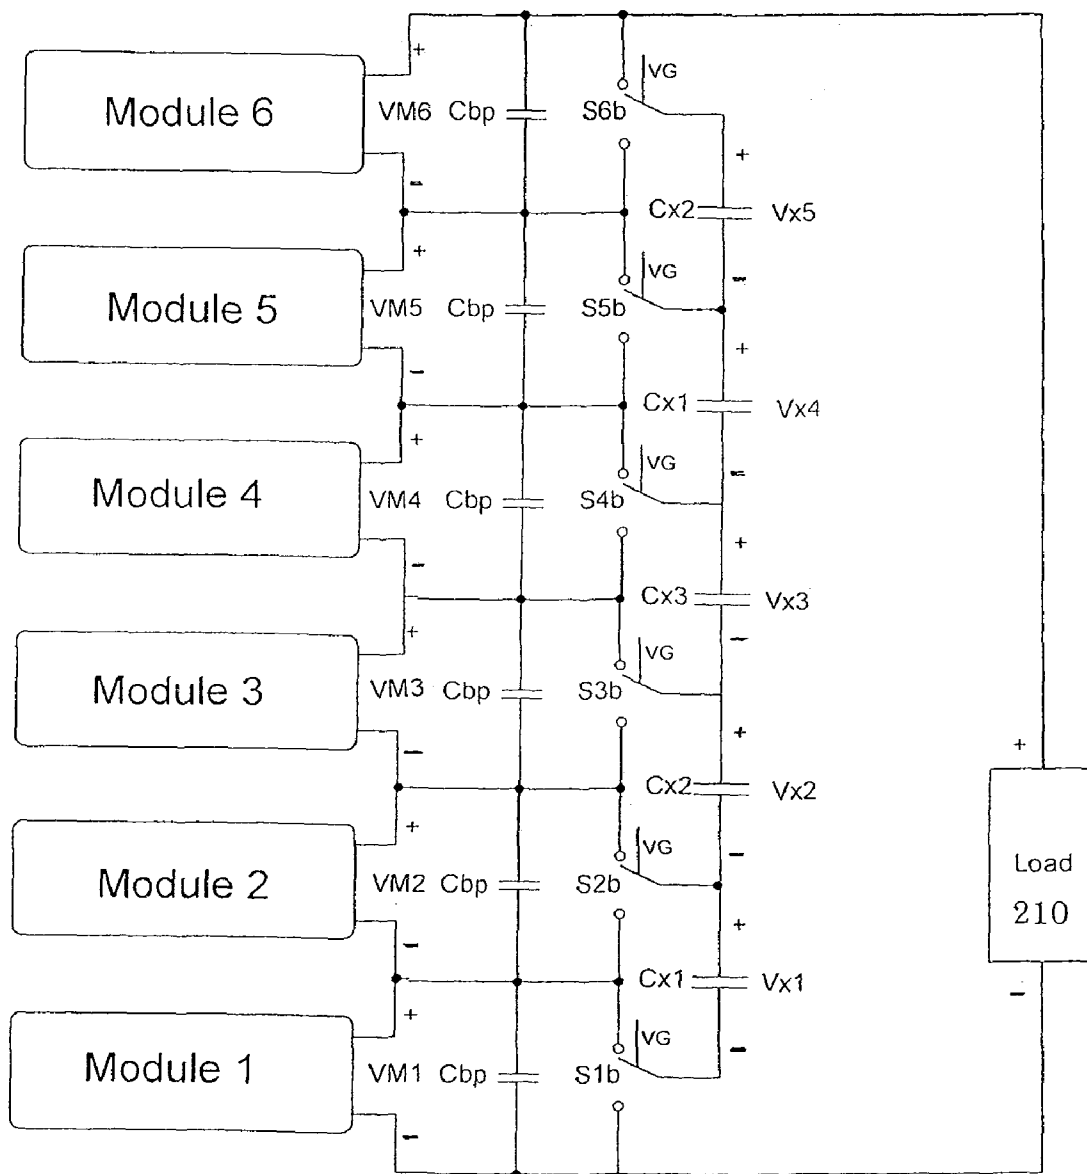 +
VG
Module 6
VM6 Cbp S6b
+
−
Cx2 Vx5
+
VG
−
Module 5
VM5 Cbp S5b
+
−
Cx1 Vx4
+
VG
−
Module 4
VM4 Cbp S4b
+
−
Cx3 Vx3
+
VG
−
Module 3
VM3 Cbp S3b
+
+
−
Cx2 Vx2
+
VG
−
Load
Module 2
VM2 Cbp S2b
210
+
−
Cx1 Vx1
−
+
VG
−
Module 1
VM1 Cbp S1b
−